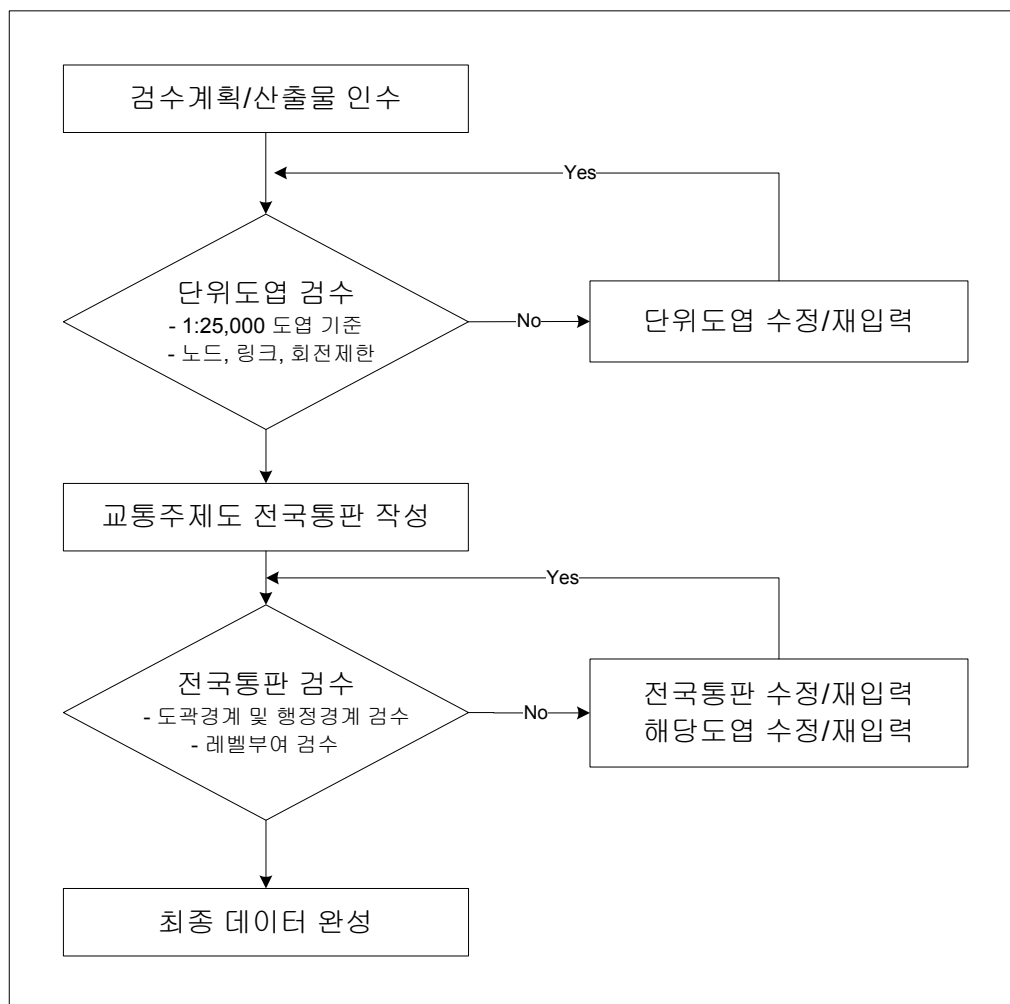 검수계획/산출물 인수
Yes
단위도엽 검수
- 1:25,000 도엽 기준
- 노드, 링크, 회전제한
No
단위도엽 수정/재입력
교통주제도 전국통판 작성
Yes
전국통판 검수
- 도곽경계 및 행정경계 검수
- 레벨부여 검수
No
전국통판 수정/재입력
해당도엽 수정/재입력
최종 데이터 완성